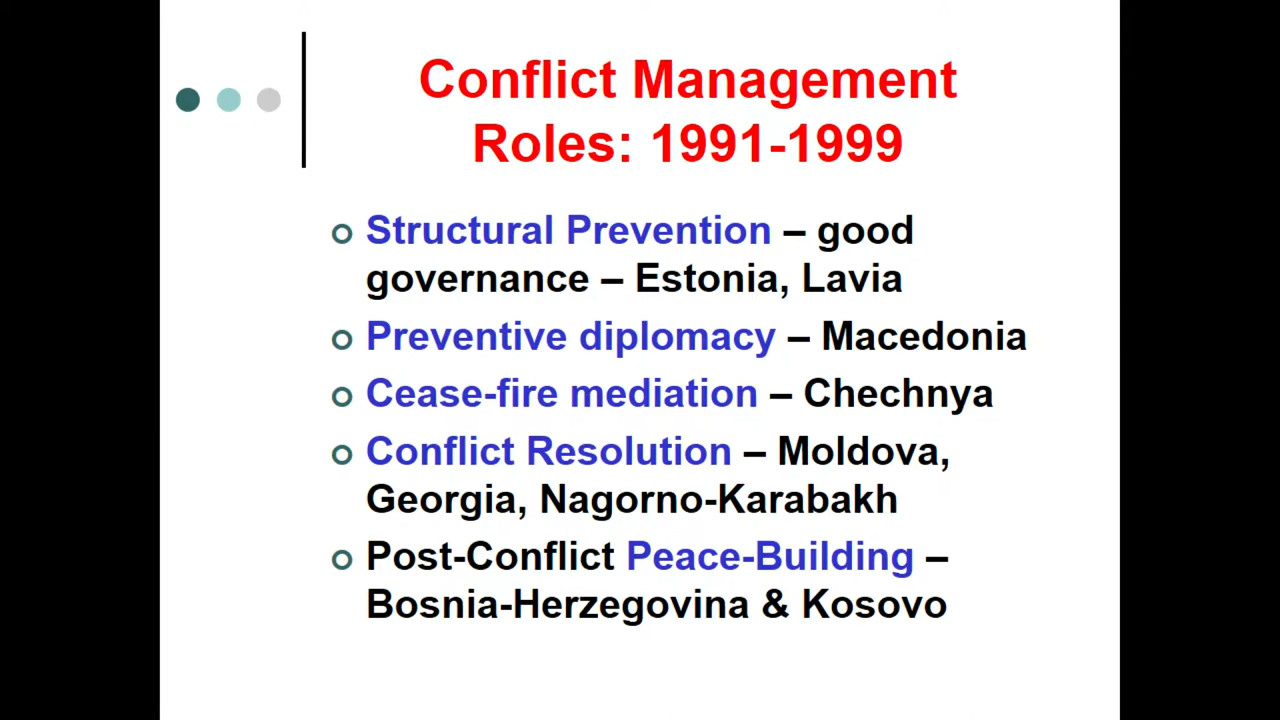 Conflict Management
Roles: 1991-1999
Structural Prevention – good
governance – Estonia, Lavia
Preventive diplomacy – Macedonia
Cease-fire mediation – Chechnya
Conflict Resolution – Moldova,
Georgia, Nagorno-Karabakh
Post-Conflict Peace-Building –
Bosnia-Herzegovina & Kosovo